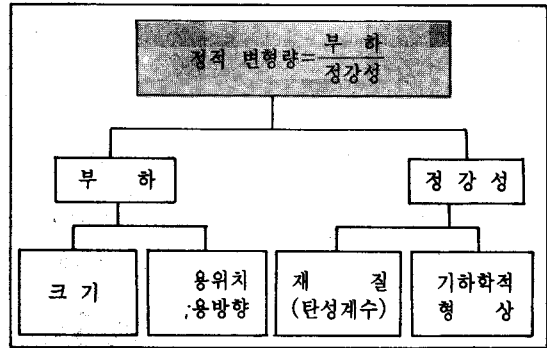 정적 변형량=부 하/정강성
부 하
정 강 성
크 기
용위치
용방향
재 질
(탄성계수)
기하학적
형 상